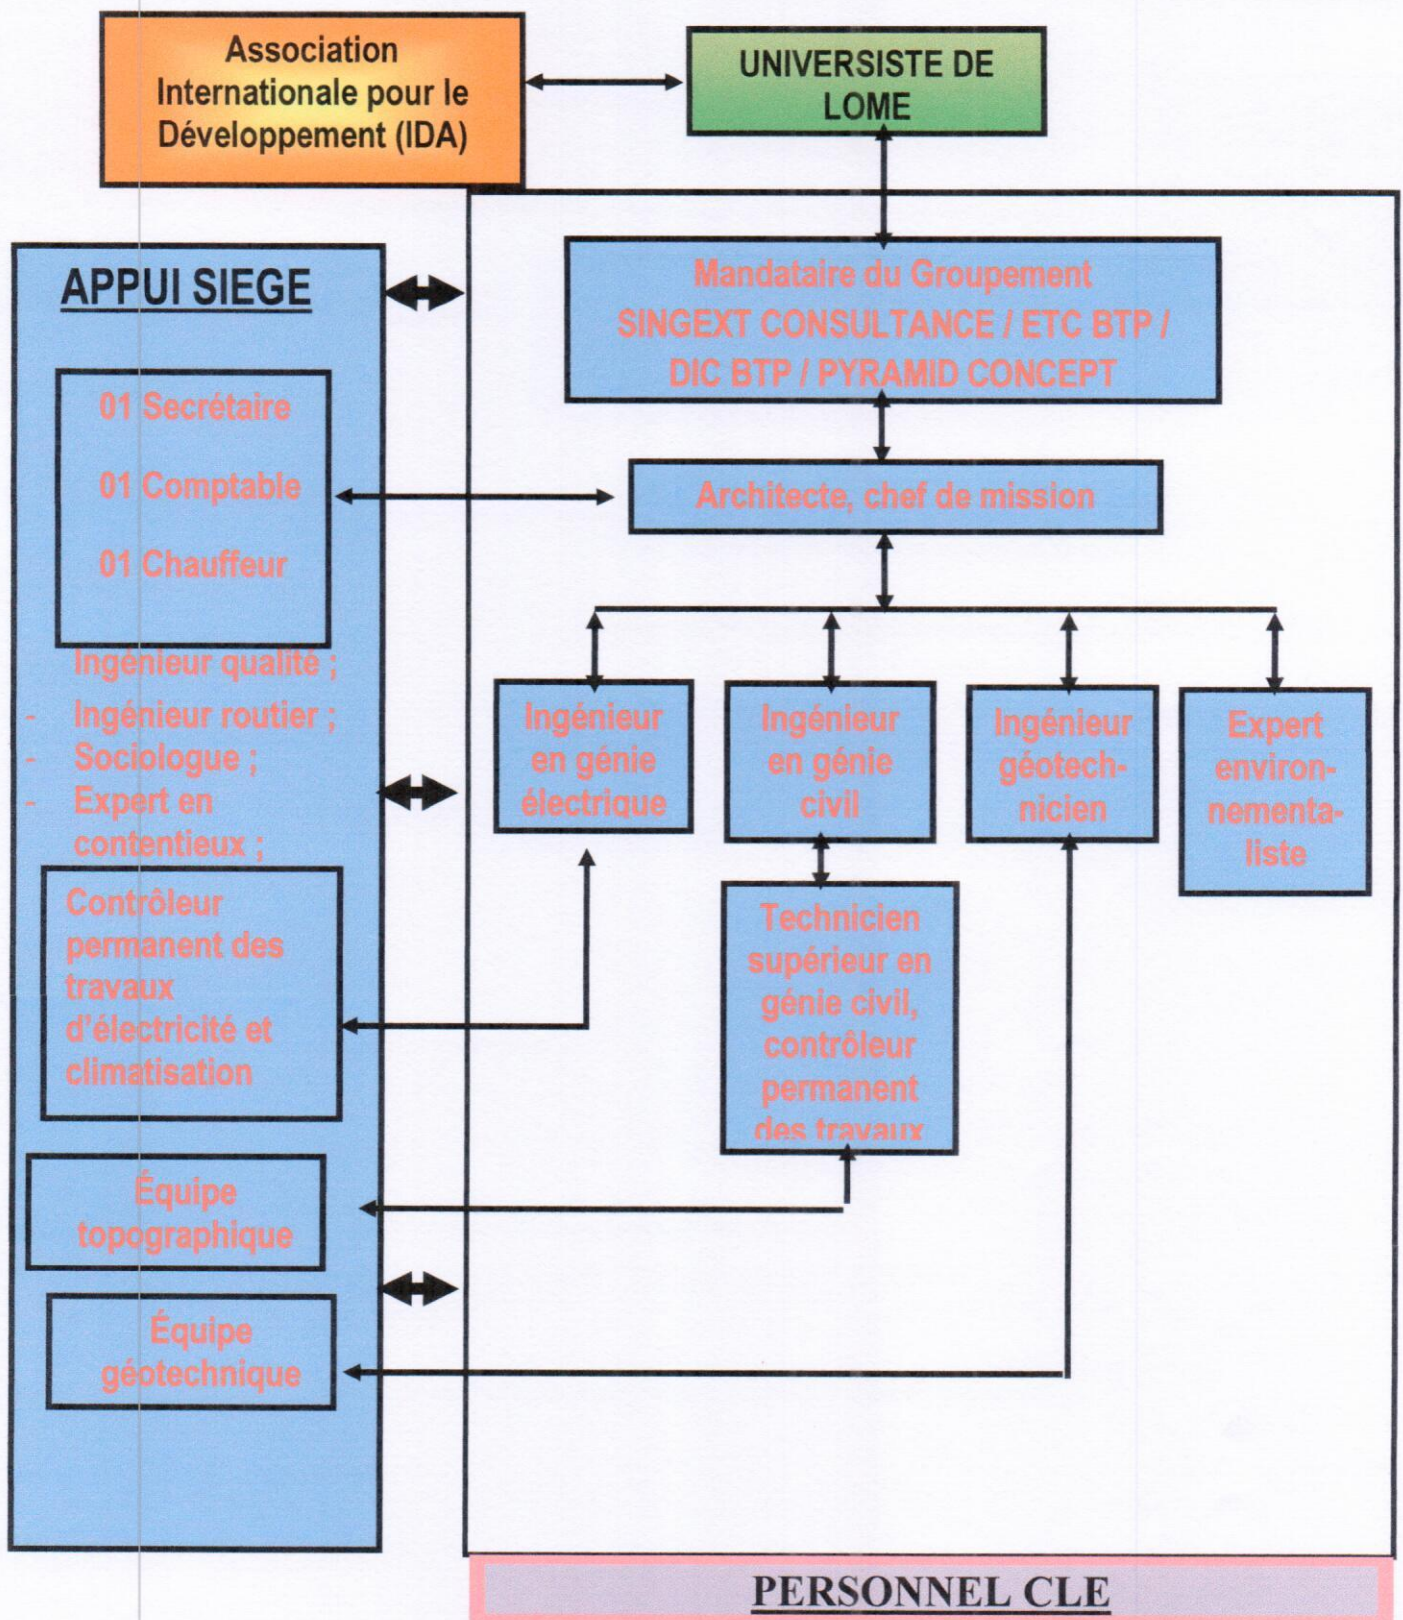 Association
Internationale pour le
Développement (IDA)
UNIVERSISTE DE
LOME
APPUI SIEGE
01 Secrétaire
01 Comptable
01 Chauffeur
Ingénieur qualité ;
- Ingénieur routier ;
- Sociologue ;
- Expert en
contentieux ;
Contrôleur
permanent des
travaux
d'électricité et
climatisation
Équipe
topographique
Équipe
géotechnique
Mandataire du Groupement
SINGEXT CONSULTANCE / ETC BTP /
DIC BTP / PYRAMID CONCEPT
Architecte, chef de mission
Ingénieur
en génie
électrique
Ingénieur
en génie
civil
Ingénieur
géotech-
nicien
Expert
environ-
nementa-
liste
Technicien
supérieur en
génie civil,
contrôleur
permanent
des travaux
PERSONNEL CLE